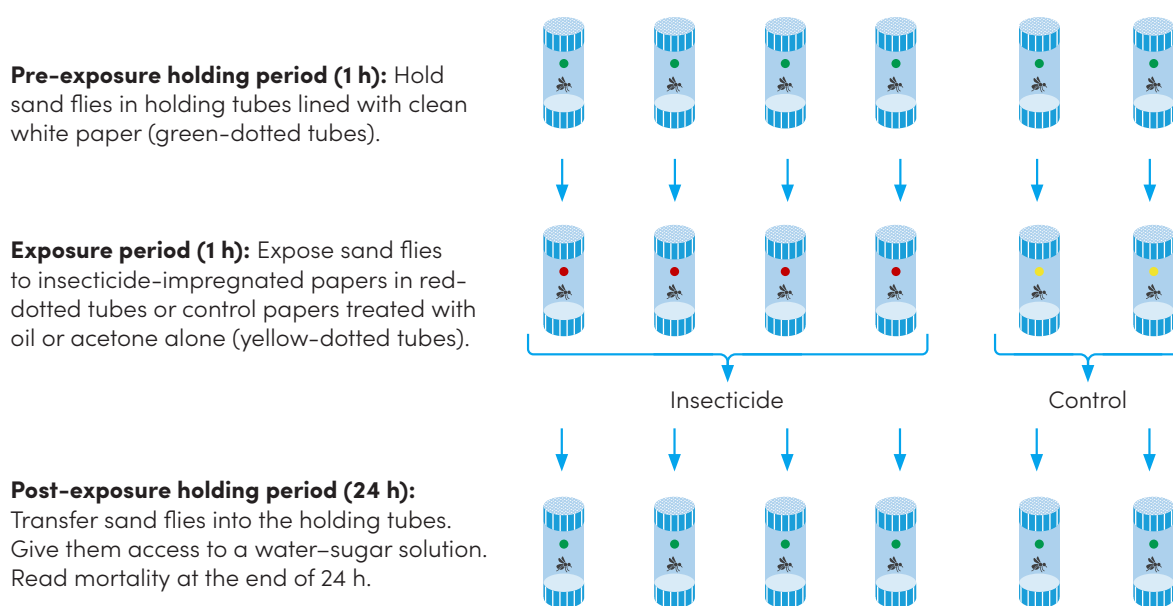 Pre-exposure holding period (1 h): Hold
sand flies in holding tubes lined with clean
white paper (green-dotted tubes).
Exposure period (1 h): Expose sand flies
to insecticide-impregnated papers in red-
dotted tubes or control papers treated with
oil or acetone alone (yellow-dotted tubes).
Insecticide
Control
Post-exposure holding period (24 h):
Transfer sand flies into the holding tubes.
Give them access to a water–sugar solution.
Read mortality at the end of 24 h.